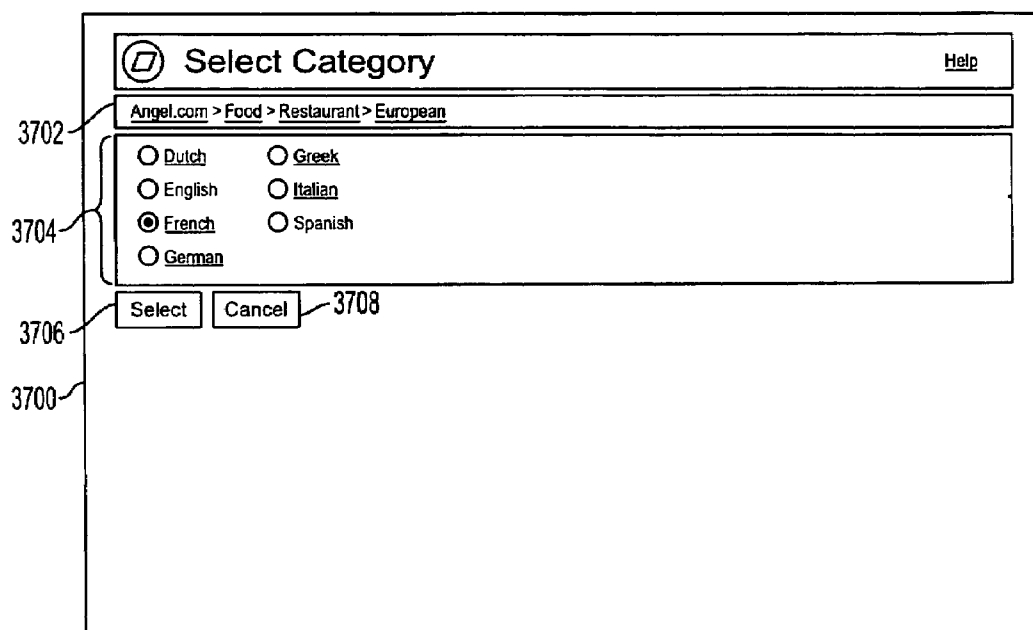 Select Category
Help
3702
Angel.com > Food > Restaurant > European
3704
Dutch
Greek
English
Italian
French
Spanish
German
3706
Select
Cancel
3708
3700